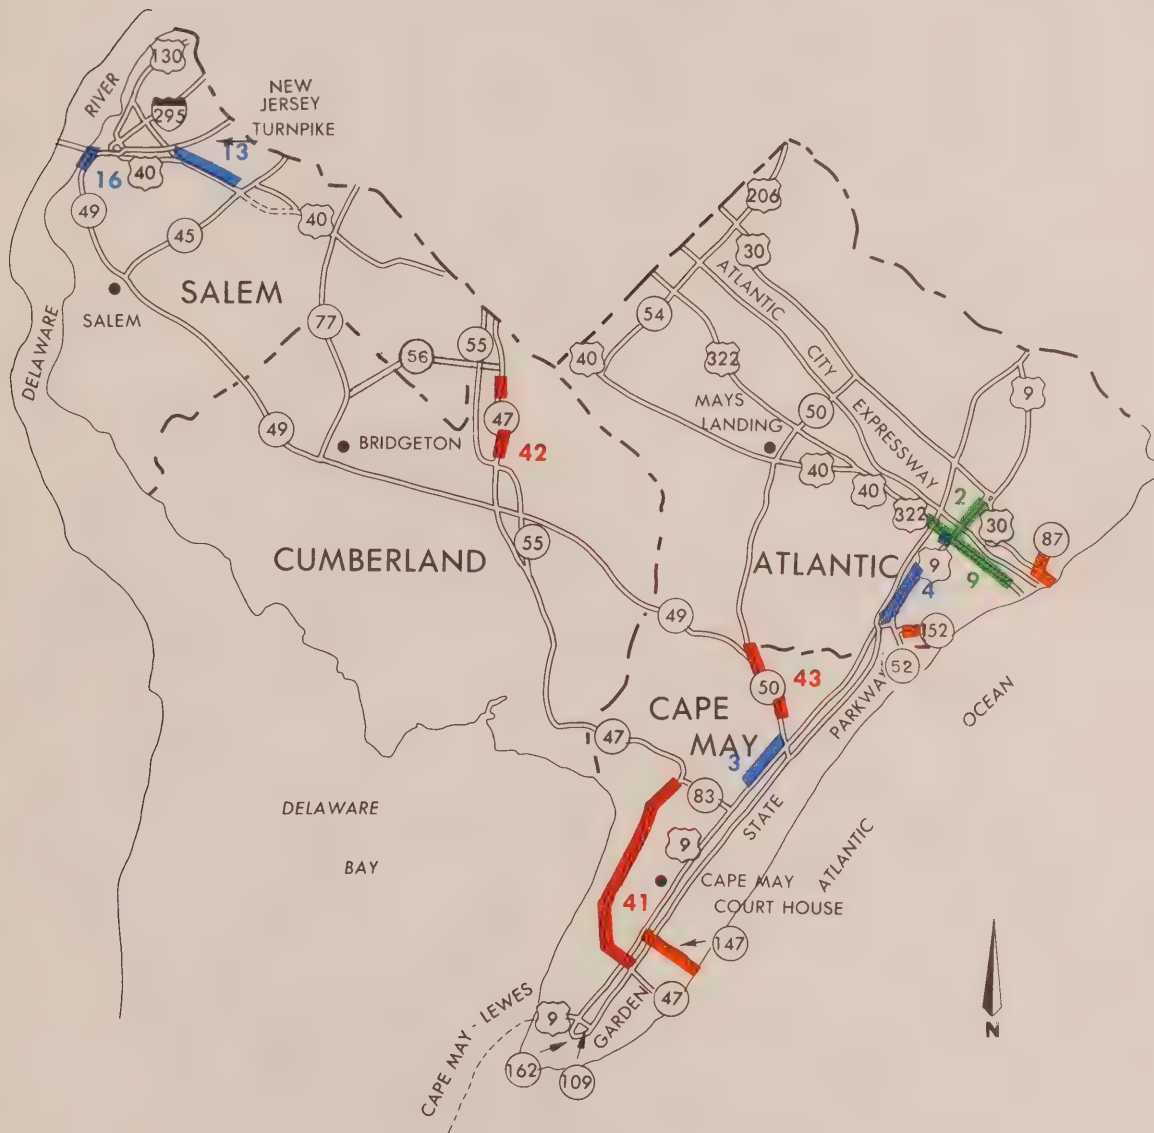 130
RIVER
295
NEW
JERSEY
TURNPIKE
13
16
40
49
45
40
SALEM
SALEM
DELAWARE
77
56
55
47
42
49
BRIDGETON
CUMBERLAND
55
49
206
30
ATLANTIC
CITY
EXPRESSWAY
54
40
322
9
MAYS
LANDING
50
40
40
322
2
30
87
ATLANTIC
9
9
4
152
52
43
50
CAPE
MAY
3
47
83
PARKWAY
STATE
GARDEN
OCEAN
ATLANTIC
DELAWARE
BAY
9
CAPE MAY
COURT HOUSE
41
147
47
CAPE MAY - LEWES
9
162
109
N